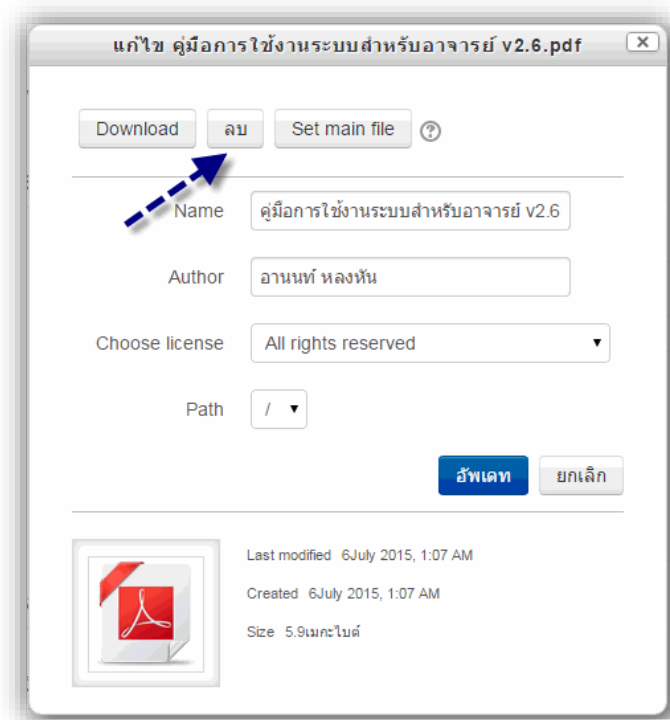 แก้ไข คู่มือการใช้งานระบบสำหรับอาจารย์ v2.6.pdf
Download ลบ Set main file
Name คู่มือการใช้งานระบบสำหรับอาจารย์ v2.6
Author อานนท์ หลงหัน
Choose license All rights reserved
Path /
อัพเดท ยกเลิก
Last modified 6July 2015, 1:07 AM
Created 6July 2015, 1:07 AM
Size 5.9เมกะไบต์